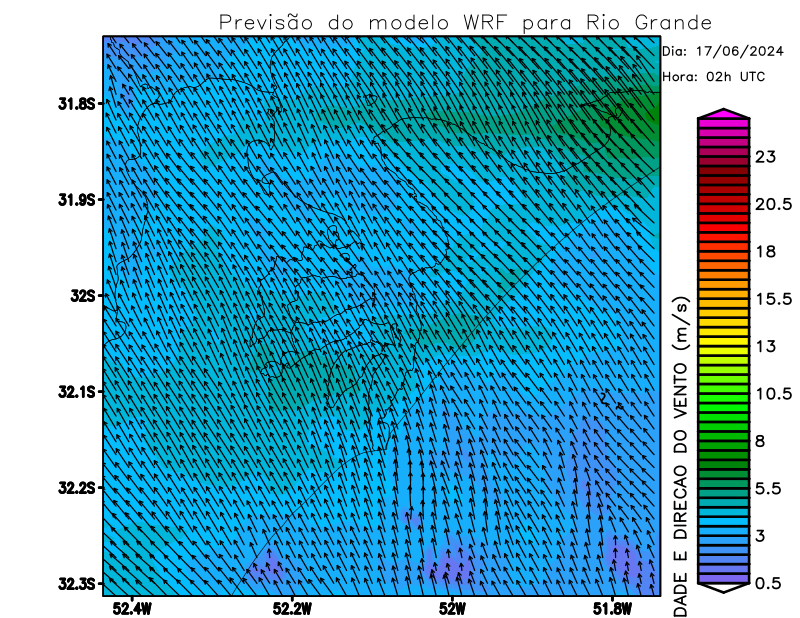 Previsão do modelo WRF para Rio Grande
Dia: 17/06/2024
Hora: 02h UTC
31.8S
31.9S
32S
32.1S
32.2S
32.3S
52.4W
52.2W
52W
51.8W
23
20.5
18
15.5
13
10.5
8
5.5
3
0.5
DADE E DIRECAO DO VENTO (m/s)